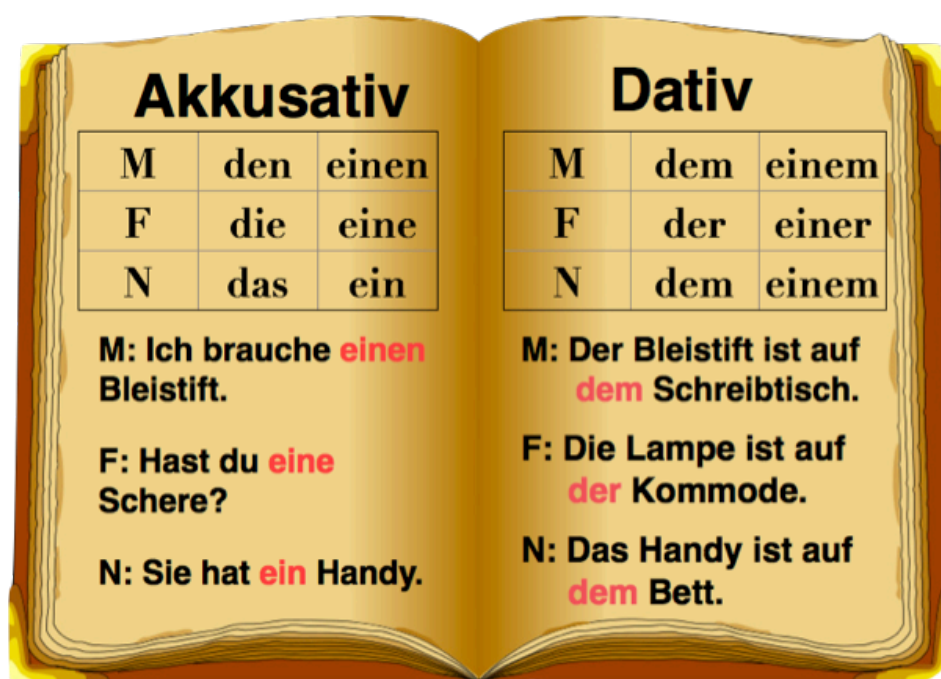 Akkusativ
M den einen
F die eine
N das ein
M: Ich brauche einen
Bleistift.
F: Hast du eine
Schere?
N: Sie hat ein Handy.
Dativ
M dem einem
F der einer
N dem einem
M: Der Bleistift ist auf
dem Schreibtisch.
F: Die Lampe ist auf
der Kommode.
N: Das Handy ist auf
dem Bett.